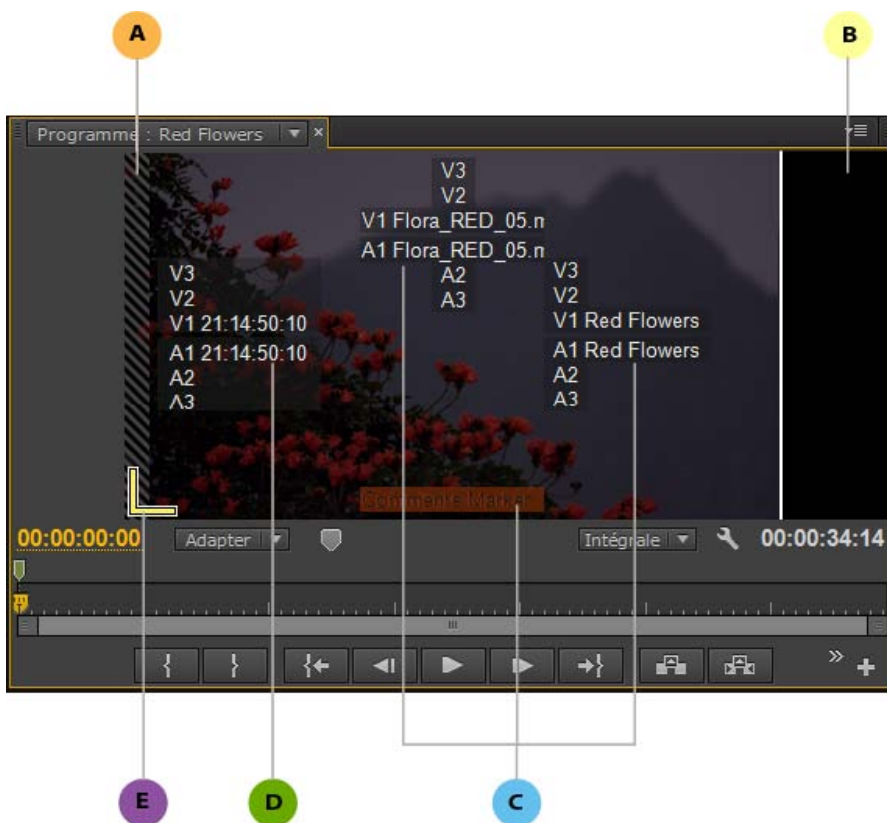 A
B
Programme : Red Flowers
V3
V2
V1 Flora_RED_05.n
A1 Flora_RED_05.n
A2
A3
V3
V2
V1 21:14:50:10
A1 21:14:50:10
A2
A3
V3
V2
V1 Red Flowers
A1 Red Flowers
A2
A3
Comments Marker
00:00:00:00
Adapter
Intégrale
00:00:34:14
E
D
C